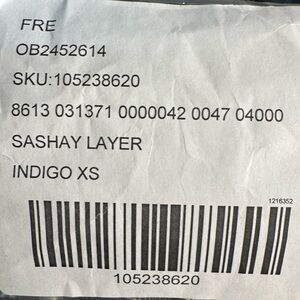 FRE
OB2452614
SKU:105238620
8613 031371 0000042 0047 04000
SASHAY LAYER
INDIGO XS
1216352
105238620